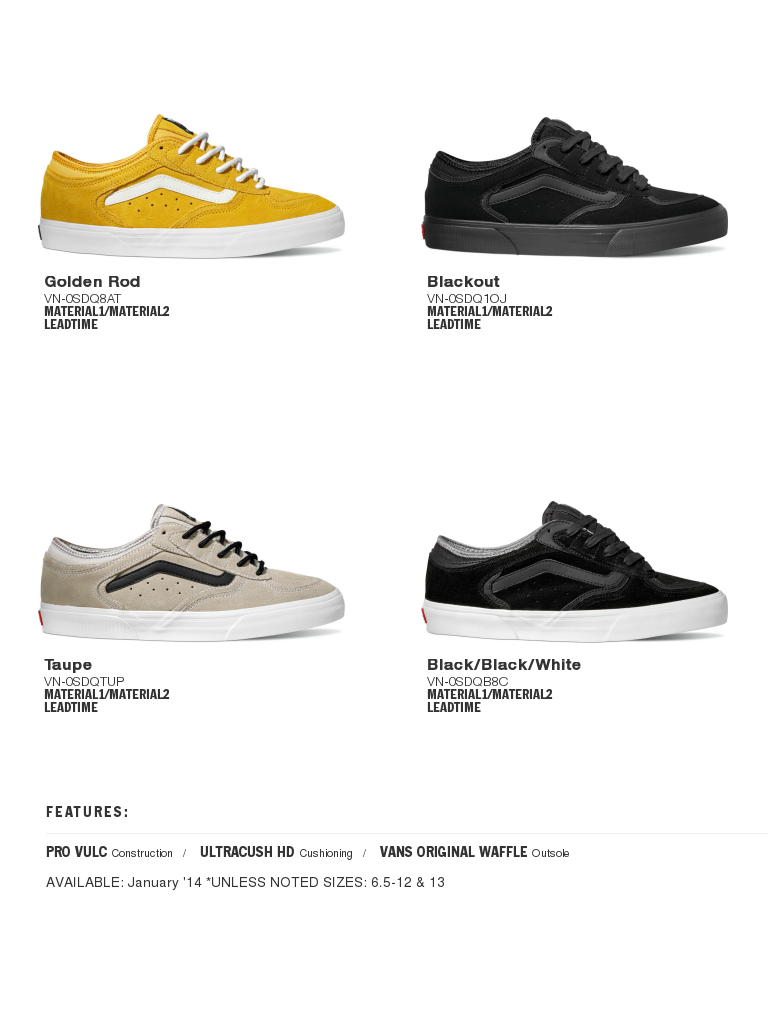 Golden Rod
VN-0SDQ8AT
MATERIAL1/MATERIAL2
LEADTIME
Blackout
VN-0SDQ1OJ
MATERIAL1/MATERIAL2
LEADTIME
Taupe
VN-0SDQTUP
MATERIAL1/MATERIAL2
LEADTIME
Black/Black/White
VN-0SDQB8C
MATERIAL1/MATERIAL2
LEADTIME
FEATURES:
PRO VULC Construction / ULTRACUSH HD Cushioning / VANS ORIGINAL WAFFLE Outsole
AVAILABLE: January '14 *UNLESS NOTED SIZES: 6.5-12 & 13